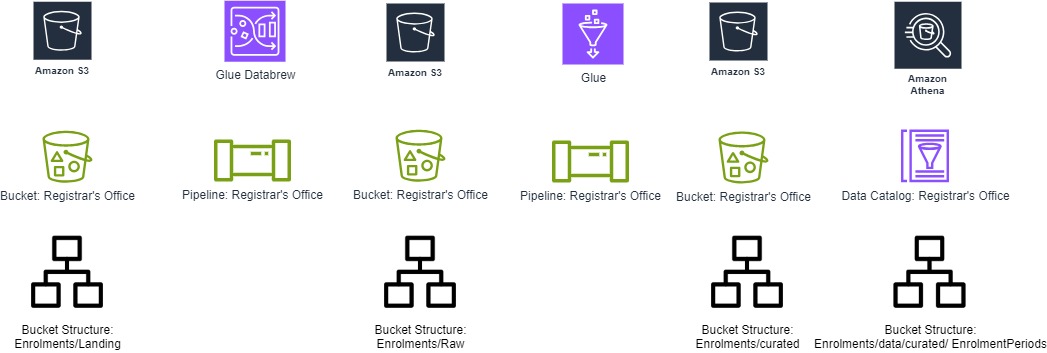 Amazon S3
Glue Databrew
Amazon S3
Glue
Amazon S3
Amazon
Athena
Bucket: Registrar's Office
Pipeline: Registrar's Office
Bucket: Registrar's Office
Pipeline: Registrar's Office
Bucket: Registrar's Office
Data Catalog: Registrar's Office
Bucket Structure:
Enrolments/Landing
Bucket Structure:
Enrolments/Raw
Bucket Structure:
Enrolments/curated
Bucket Structure:
Enrolments/data/curated/ EnrolmentPeriods